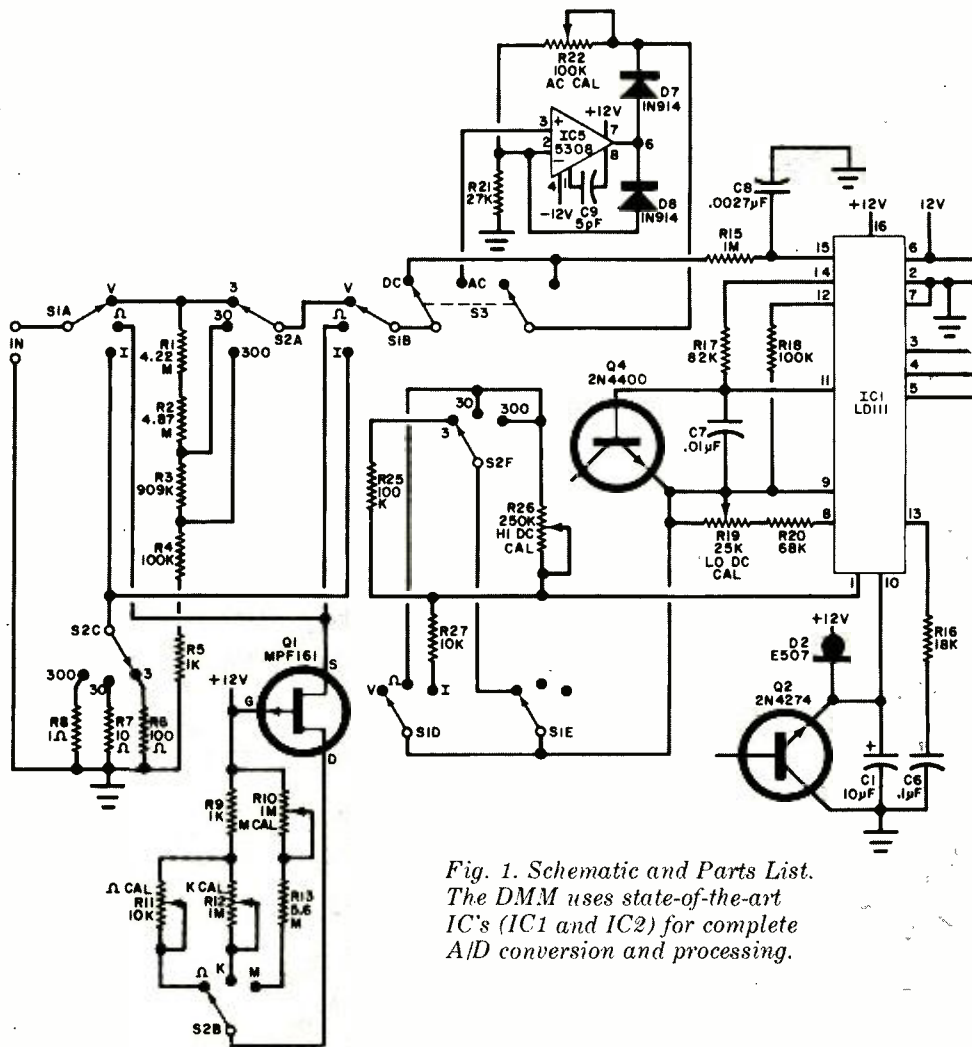 R22
100K
AC CAL
D7
1N914
+12V
3
+
7
IC5
5308
6
2
−
8
4
1
R21
27K
-12V
C9
5pF
D8
1N914
C8
.0027µF
+12V
12V
16
R15
1M
15
6
14
2
12
7
DC
AC
S3
V
3
V
IN
S1A
Ω
30
S2A
Ω
S1B
I
300
I
R1
4.22
M
R2
4.87
M
R3
909K
R4
100K
R5
1K
R17
82K
R18
100K
3
4
5
Q4
2N4400
11
IC1
LD111
C7
.01µF
30
300
3
S2F
R25
100
K
R26
250K
HI DC
CAL
9
8
13
R19
25K
LO DC
CAL
R20
68K
1
10
S2C
300
30
3
R8
1Ω
R7
10
Ω
R6
100
Ω
Q1
MPF161
S
+12V
G
D
R27
10K
V
Ω
I
S1D
S1E
+12V
D2
E507
R16
18K
Q2
2N4274
+
C1
10µF
C6
.1µF
R9
1K
R10
1M
M CAL
Ω CAL
R11
10K
K CAL
R12
1M
R13
5.6
M
Ω
K
M
S2B
Fig. 1. Schematic and Parts List.
The DMM uses state-of-the-art
IC's (IC1 and IC2) for complete
A/D conversion and processing.